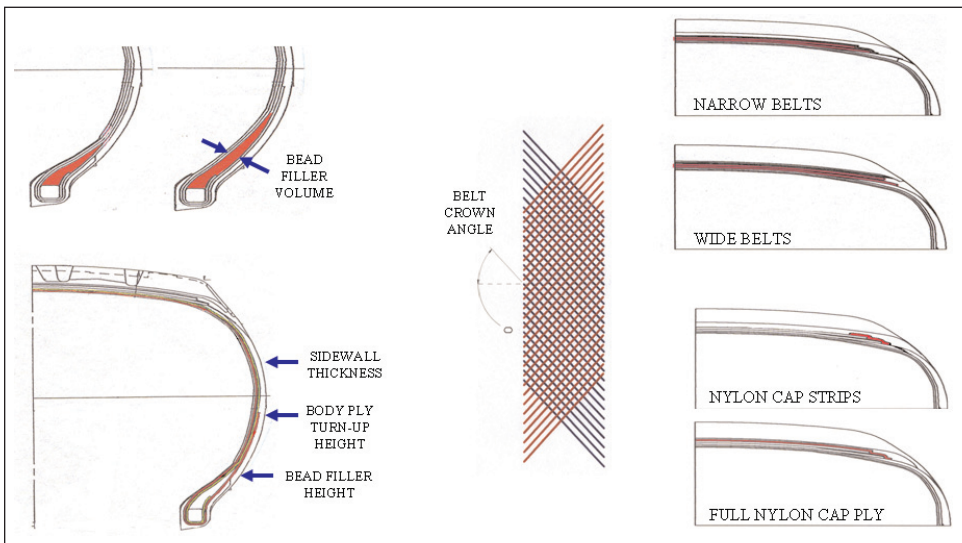 BEAD
FILLER
VOLUME
SIDEWALL
THICKNESS
BODY PLY
TURN-UP
HEIGHT
BEAD FILLER
HEIGHT
BELT
CROWN
ANGLE
0
NARROW BELTS
WIDE BELTS
NYLON CAP STRIPS
FULL NYLON CAP PLY